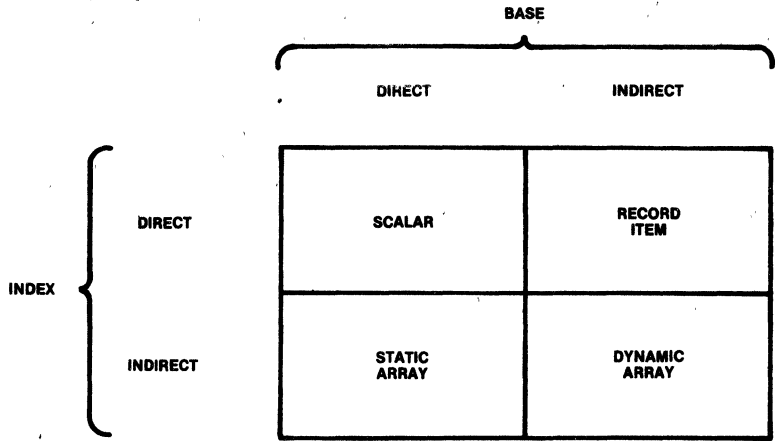 BASE
DIRECT INDIRECT
DIRECT SCALAR RECORD
ITEM
INDEX
INDIRECT STATIC
ARRAY DYNAMIC
ARRAY